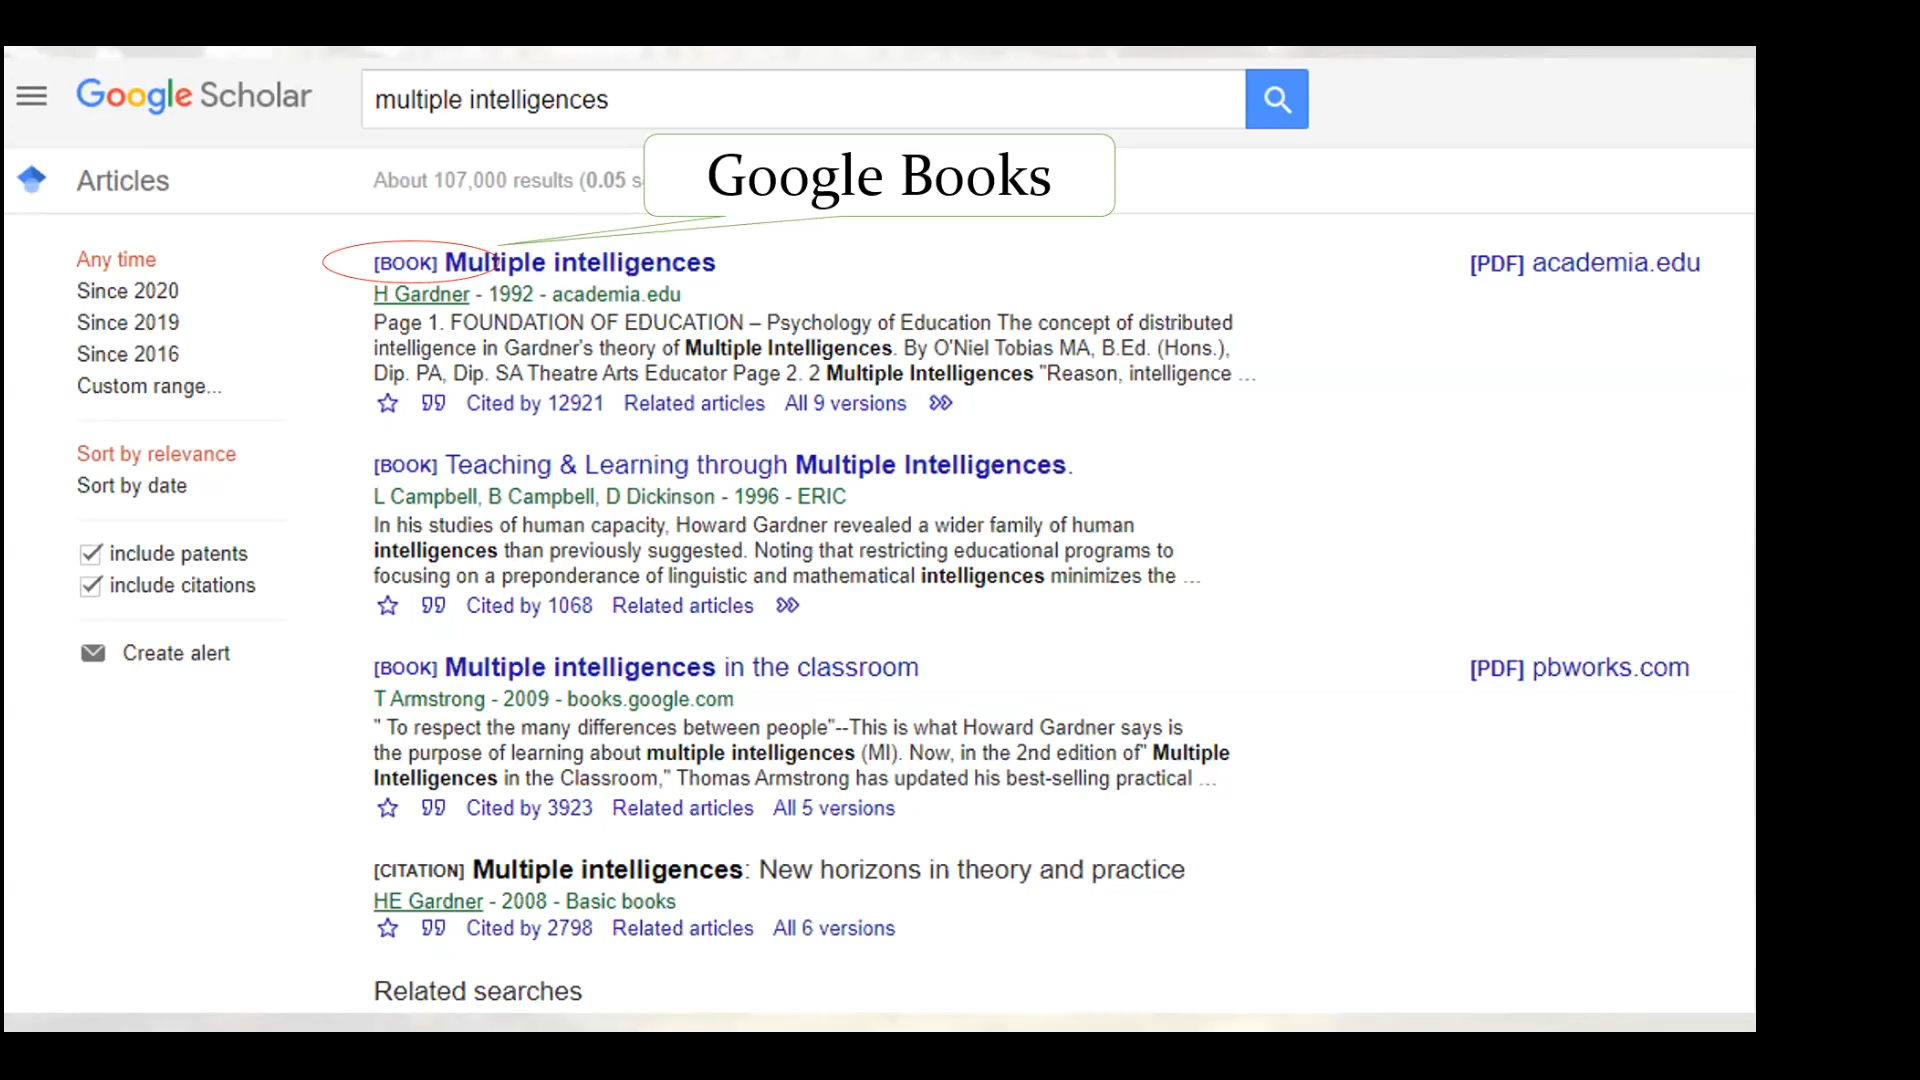 Google Scholar
multiple intelligences
Google Books
Articles
About 107,000 results (0.05 s
Any time
Since 2020
Since 2019
Since 2016
Custom range...
Sort by relevance
Sort by date
include patents
include citations
Create alert
[BOOK] Multiple intelligences
[PDF] academia.edu
H Gardner - 1992 - academia.edu
Page 1. FOUNDATION OF EDUCATION – Psychology of Education The concept of distributed
intelligence in Gardner's theory of Multiple Intelligences. By O'Niel Tobias MA, B.Ed. (Hons.),
Dip. PA, Dip. SA Theatre Arts Educator Page 2. 2 Multiple Intelligences "Reason, intelligence …
Cited by 12921 Related articles All 9 versions
[BOOK] Teaching & Learning through Multiple Intelligences.
L Campbell, B Campbell, D Dickinson - 1996 - ERIC
In his studies of human capacity, Howard Gardner revealed a wider family of human
intelligences than previously suggested. Noting that restricting educational programs to
focusing on a preponderance of linguistic and mathematical intelligences minimizes the …
Cited by 1068 Related articles
[BOOK] Multiple intelligences in the classroom
[PDF] pbworks.com
T Armstrong - 2009 - books.google.com
" To respect the many differences between people"--This is what Howard Gardner says is
the purpose of learning about multiple intelligences (MI). Now, in the 2nd edition of" Multiple
Intelligences in the Classroom," Thomas Armstrong has updated his best-selling practical …
Cited by 3923 Related articles All 5 versions
[CITATION] Multiple intelligences: New horizons in theory and practice
HE Gardner - 2008 - Basic books
Cited by 2798 Related articles All 6 versions
Related searches